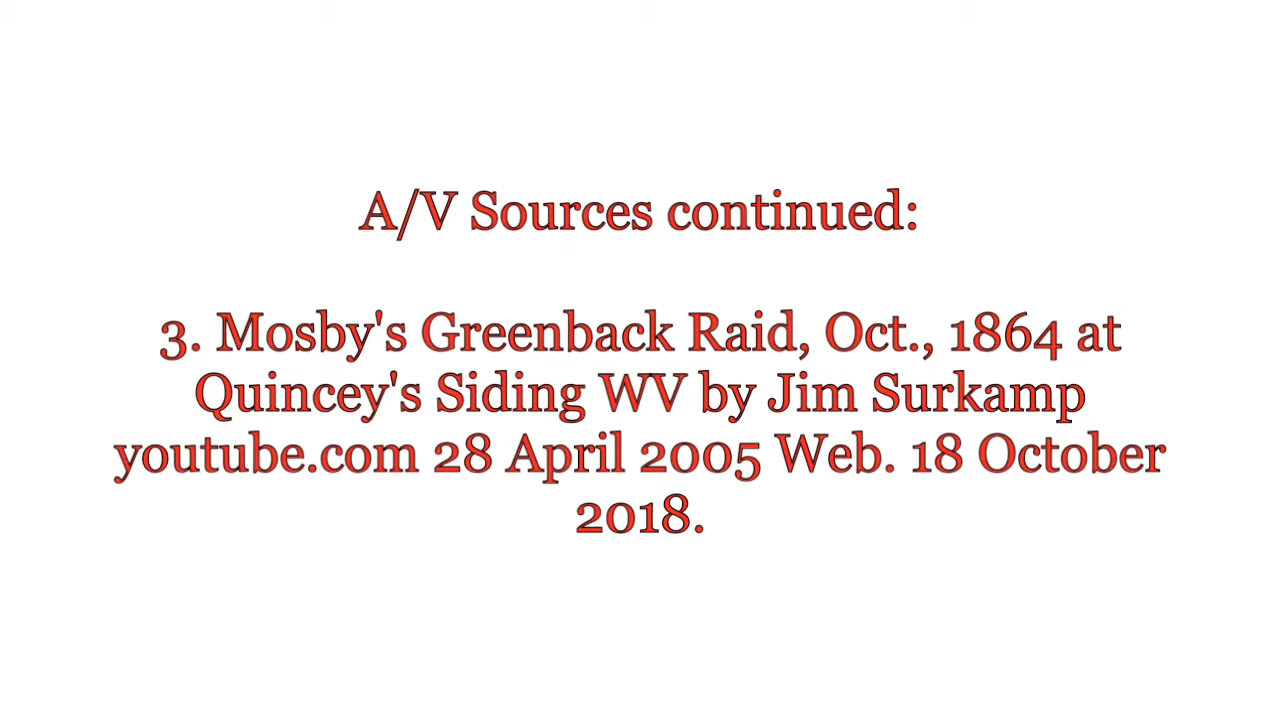 A/V Sources continued:
3. Mosby's Greenback Raid, Oct., 1864 at
Quincey's Siding WV by Jim Surkamp
youtube.com 28 April 2005 Web. 18 October
2018.